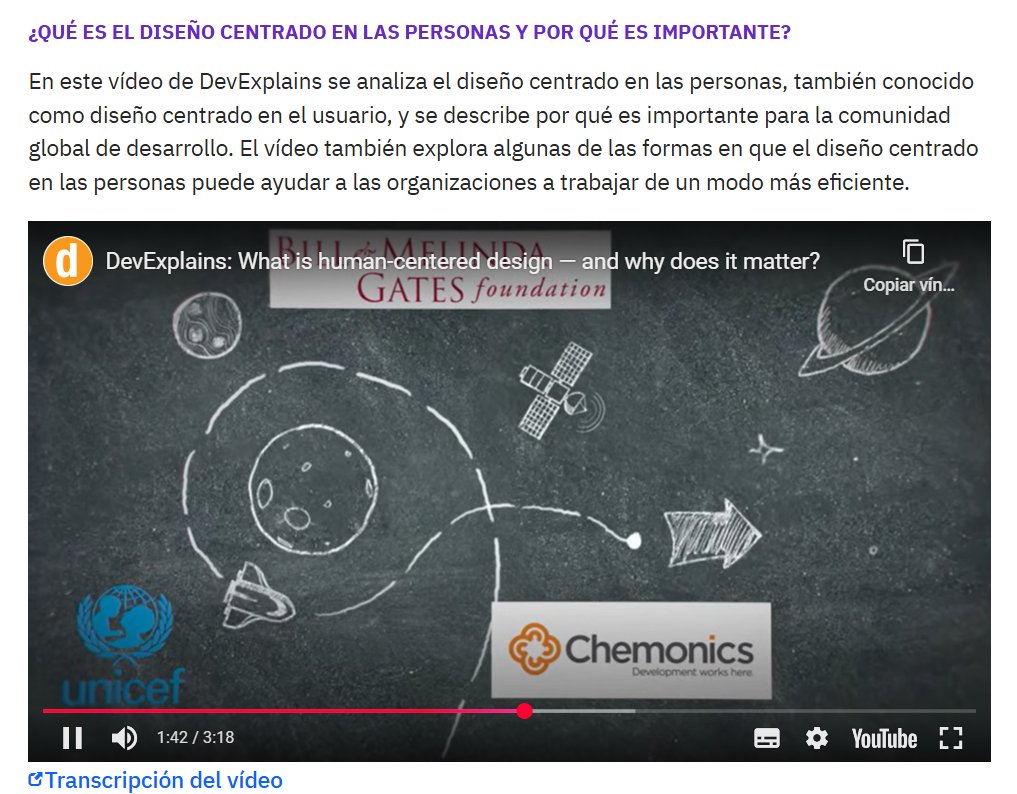 ¿QUÉ ES EL DISEÑO CENTRADO EN LAS PERSONAS Y POR QUÉ ES IMPORTANTE?
En este vídeo de DevExplains se analiza el diseño centrado en las personas, también conocido
como diseño centrado en el usuario, y se describe por qué es importante para la comunidad
global de desarrollo. El vídeo también explora algunas de las formas en que el diseño centrado
en las personas puede ayudar a las organizaciones a trabajar de un modo más eficiente.
BILL & MELINDA
GATES foundation
d
DevExplains: What is human-centered design — and why does it matter?
Copiar vín...
unicef
Chemonics
Development works here.
1:42 / 3:18
YouTube
Transcripción del vídeo